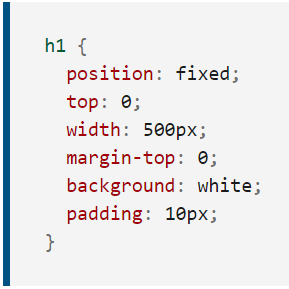 h1 {
  position: fixed;
  top: 0;
  width: 500px;
  margin-top: 0;
  background: white;
  padding: 10px;
}